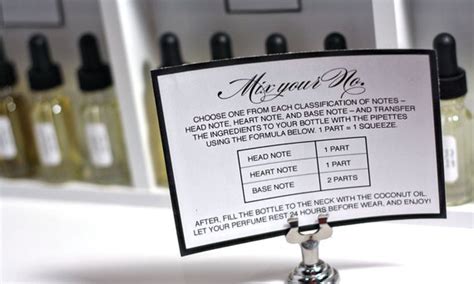 Mix your No.
CHOOSE ONE FROM EACH CLASSIFICATION OF NOTES –
HEAD NOTE, HEART NOTE, AND BASE NOTE – AND TRANSFER
THE INGREDIENTS TO YOUR BOTTLE WITH THE PIPETTES
USING THE FORMULA BELOW. 1 PART = 1 SQUEEZE.
HEAD NOTE 1 PART
HEART NOTE 1 PART
BASE NOTE 2 PARTS
AFTER, FILL THE BOTTLE TO THE NECK WITH THE COCONUT OIL.
LET YOUR PERFUME REST 24 HOURS BEFORE WEAR, AND ENJOY!